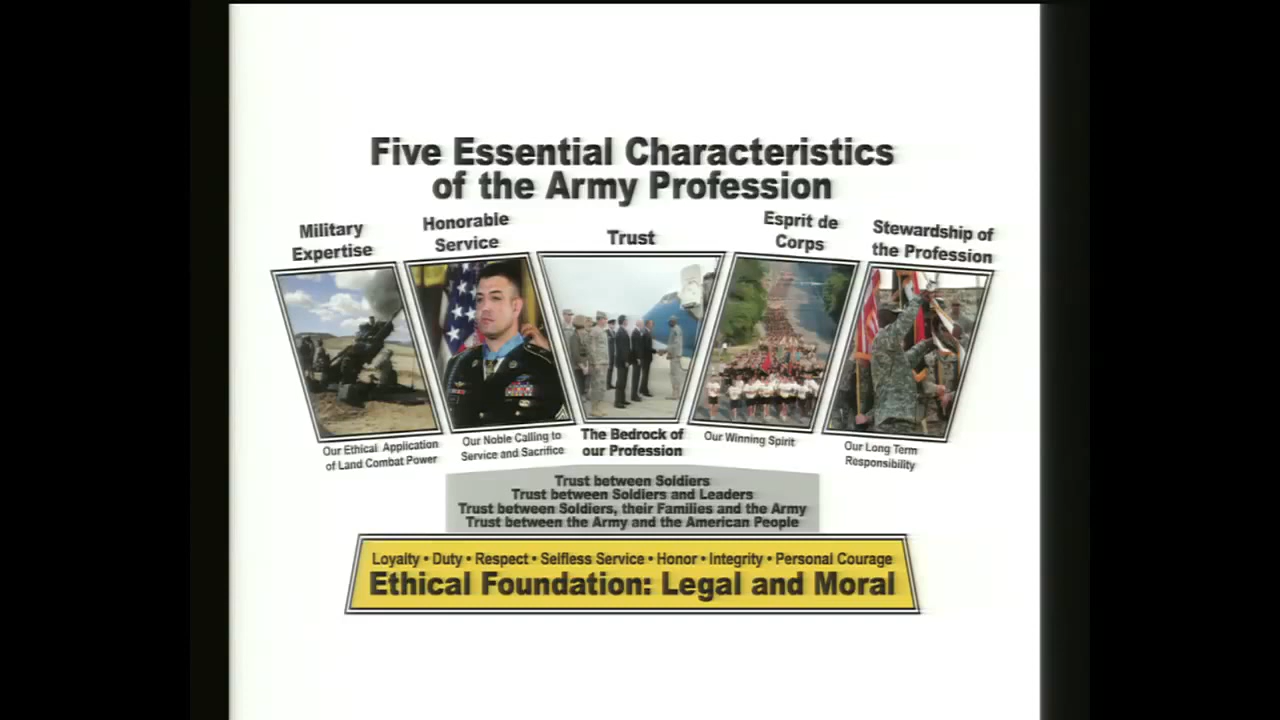 Five Essential Characteristics
of the Army Profession
Military
Expertise
Honorable
Service
Trust
Esprit de
Corps
Stewardship of
the Profession
Our Ethical Application
of Land Combat Power
Our Noble Calling to
Service and Sacrifice
The Bedrock of
our Profession
Our Winning Spirit
Our Long Term
Responsibility
Trust between Soldiers
Trust between Soldiers and Leaders
Trust between Soldiers, their Families and the Army
Trust between the Army and the American People
Loyalty • Duty • Respect • Selfless Service • Honor • Integrity • Personal Courage
Ethical Foundation: Legal and Moral